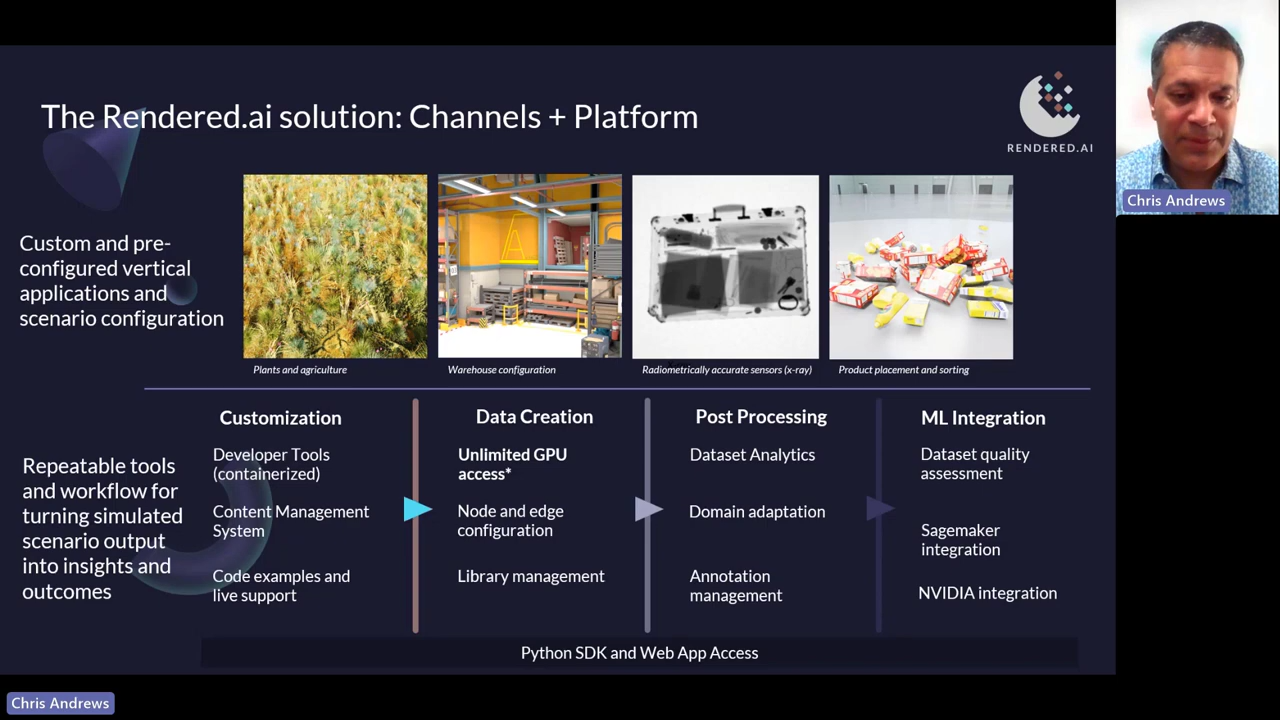 The Rendered.ai solution: Channels + Platform
RENDERED.AI
Chris Andrews
Custom and pre-
configured vertical
applications and
scenario configuration
A
Plants and agriculture
Warehouse configuration
Radiometrically accurate sensors (x-ray)
Product placement and sorting
Repeatable tools
and workflow for
turning simulated
scenario output
into insights and
outcomes
Customization
Developer Tools
(containerized)
Content Management
System
Code examples and
live support
Data Creation
Unlimited GPU
access*
Node and edge
configuration
Library management
Post Processing
Dataset Analytics
Domain adaptation
Annotation
management
ML Integration
Dataset quality
assessment
Sagemaker
integration
NVIDIA integration
Python SDK and Web App Access
Chris Andrews